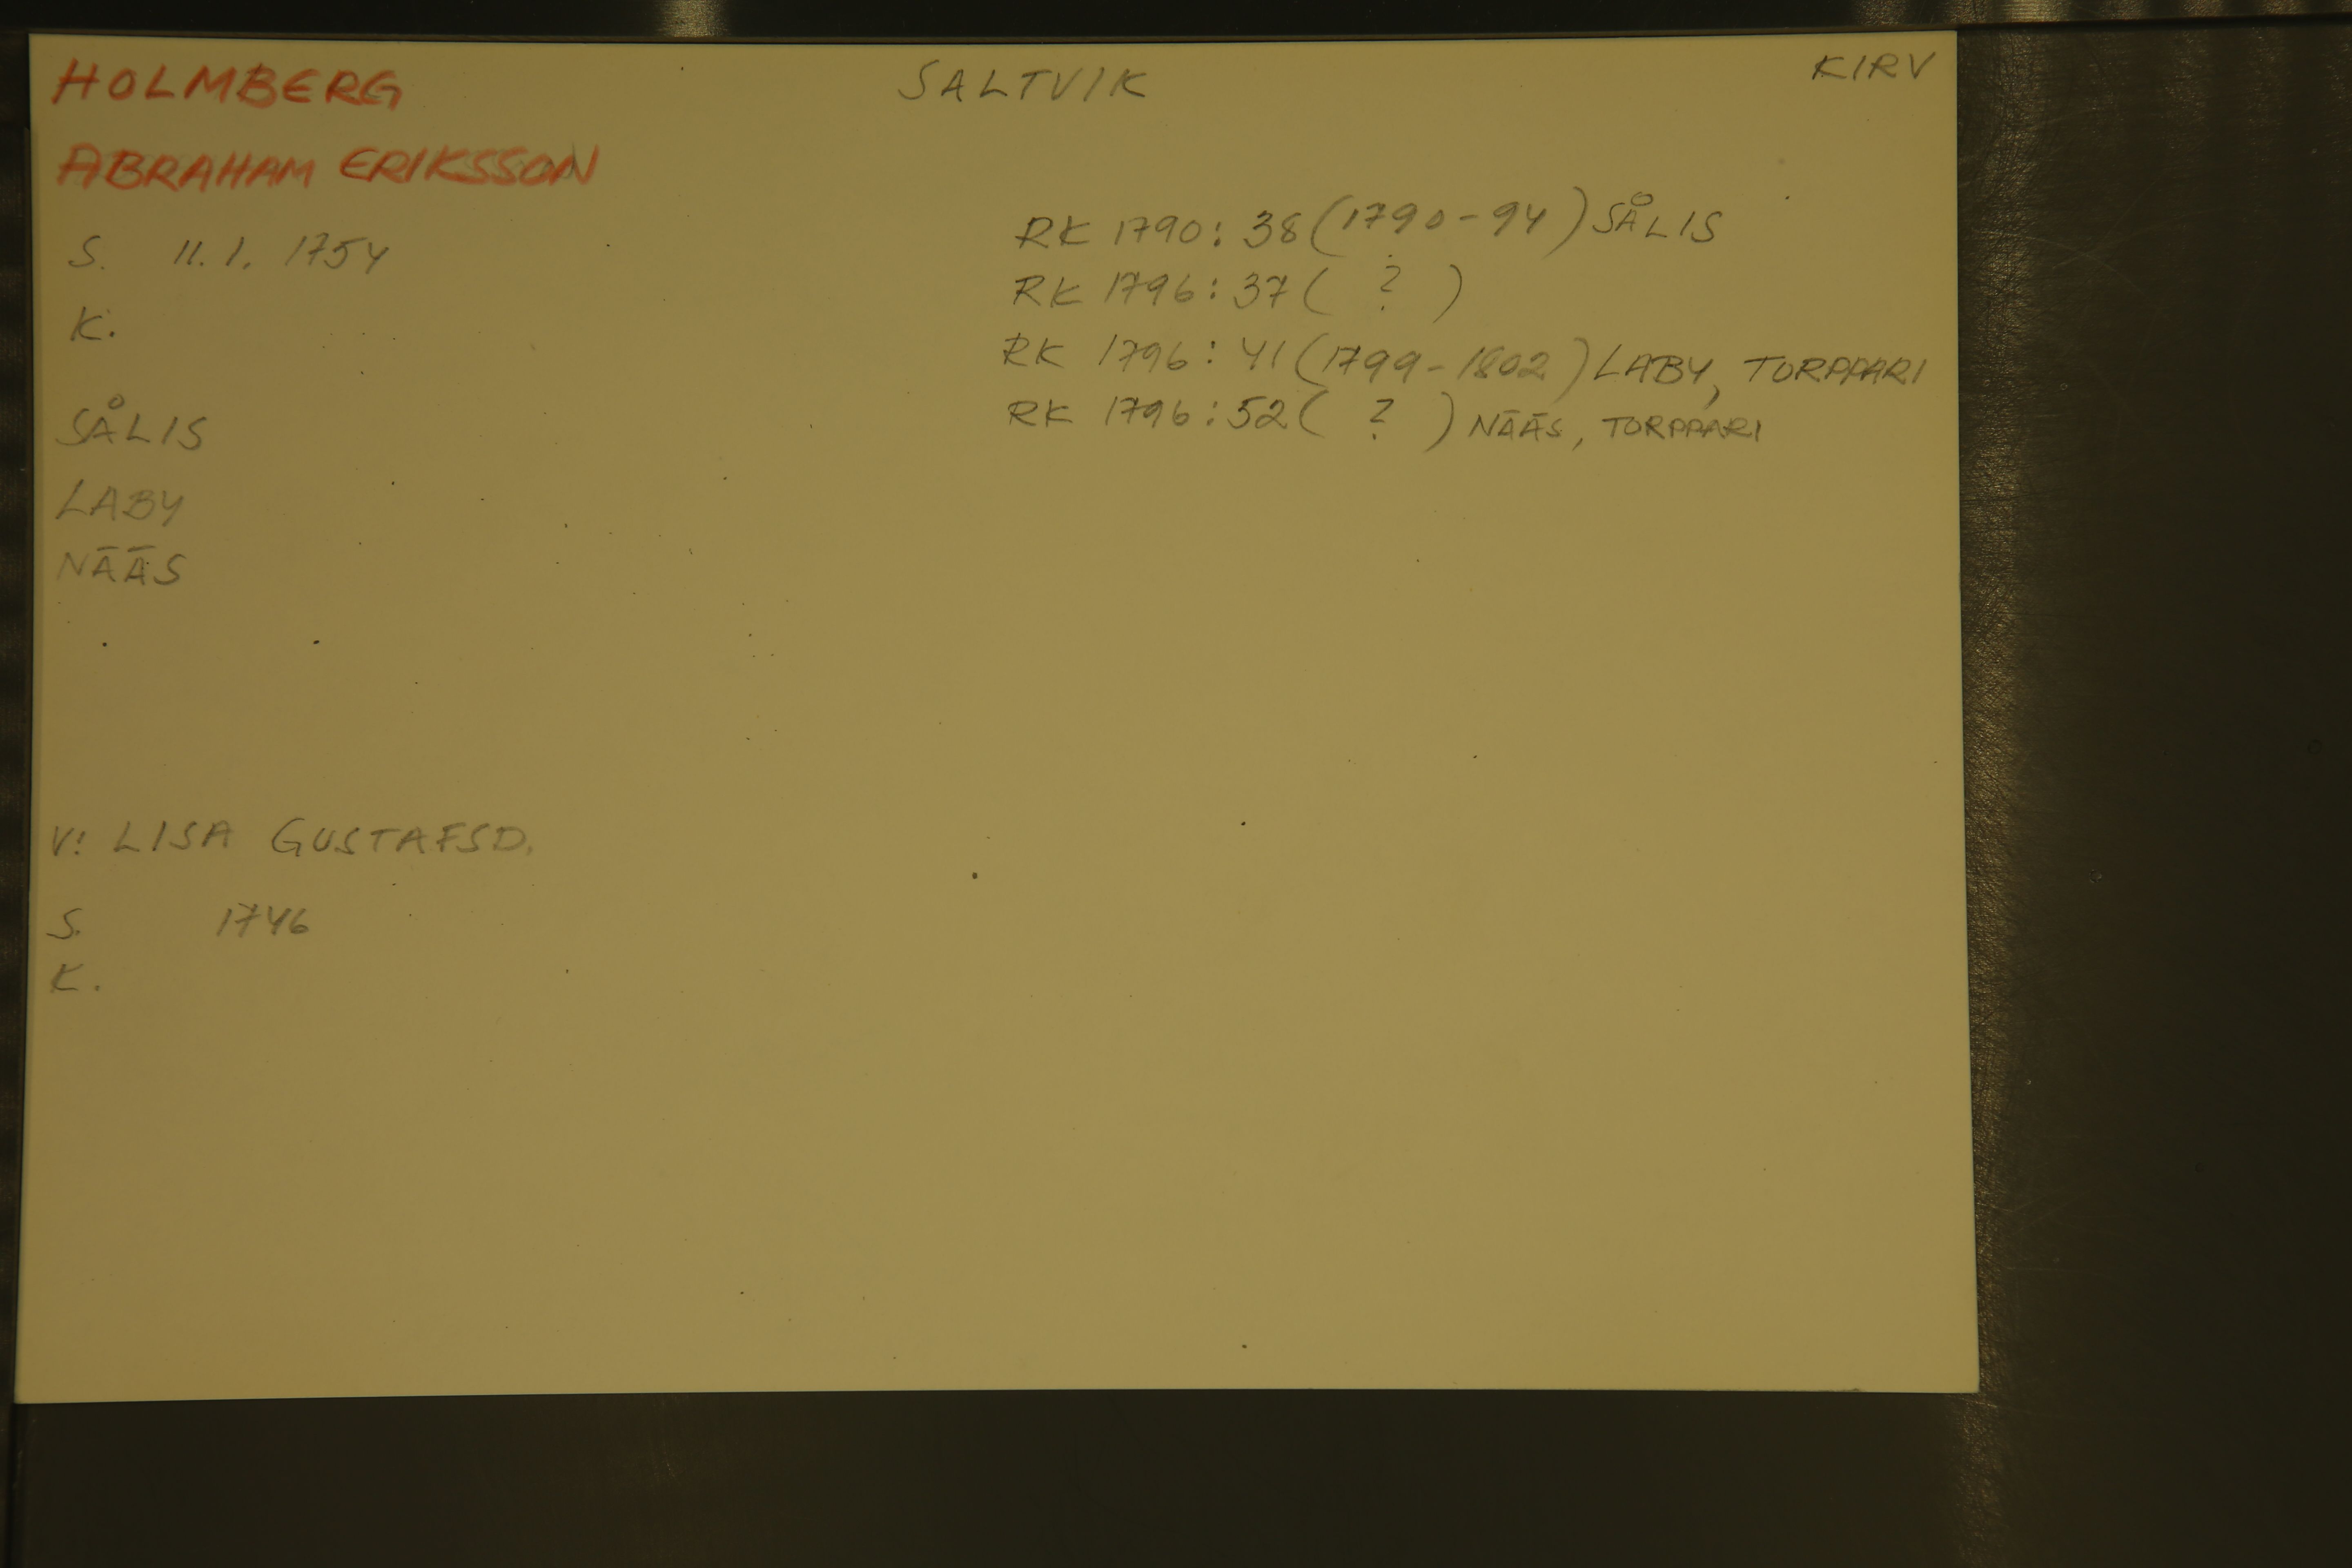 HOLMBERG SALTVIK KIRV
ABRAHAM ERIKSSON
S. 11.1. 1754
K.
SÅLIS
LABY
NÄÄS
RK 1790: 38 (1790-94) SÅLIS
RK 1796: 37 ( ? )
RK 1796: 41 (1799-1802) LABY, TORPPARI
RK 1796: 52 ( ? ) NÄÄS, TORPPARI
V: LISA GUSTAFSD.
S. 1746
K.